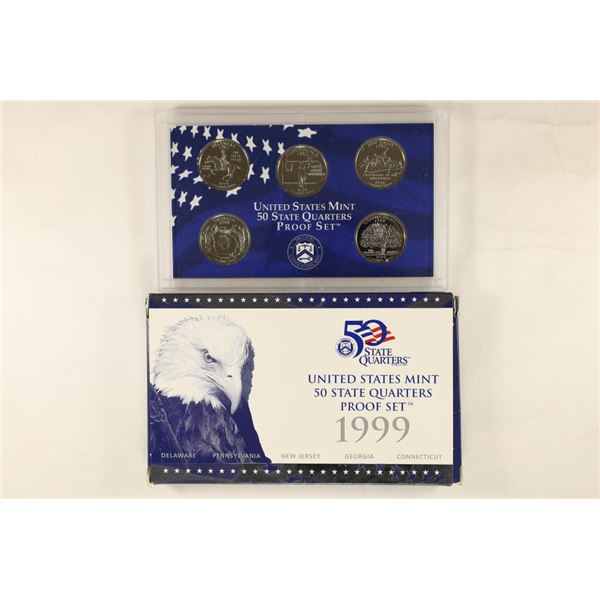 UNITED STATES MINT
50 STATE QUARTERS
PROOF SET™
50
STATE
QUARTERS
UNITED STATES MINT
50 STATE QUARTERS
PROOF SET™
1999
DELAWARE PENNSYLVANIA NEW JERSEY GEORGIA CONNECTICUT